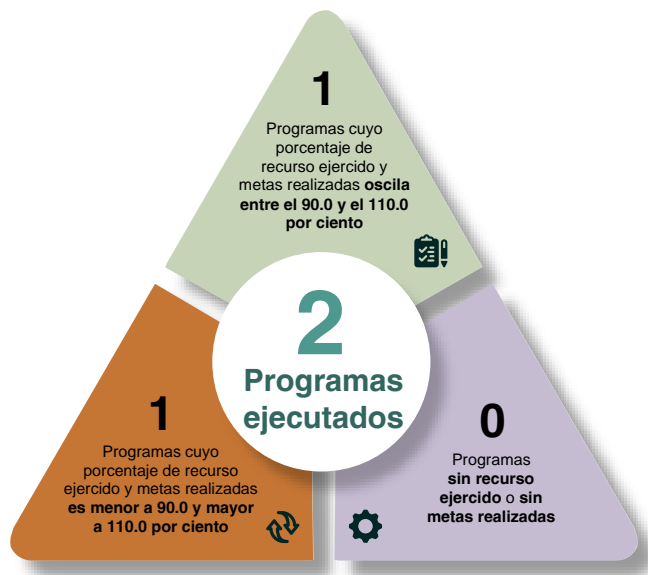 1
Programas cuyo
porcentaje de
recurso ejercido y
metas realizadas oscila
entre el 90.0 y el 110.0
por ciento
2
Programas
ejecutados
1
Programas cuyo
porcentaje de recurso
ejercido y metas realizadas
es menor a 90.0 y mayor
a 110.0 por ciento
0
Programas
sin recurso
ejercido o sin
metas realizadas